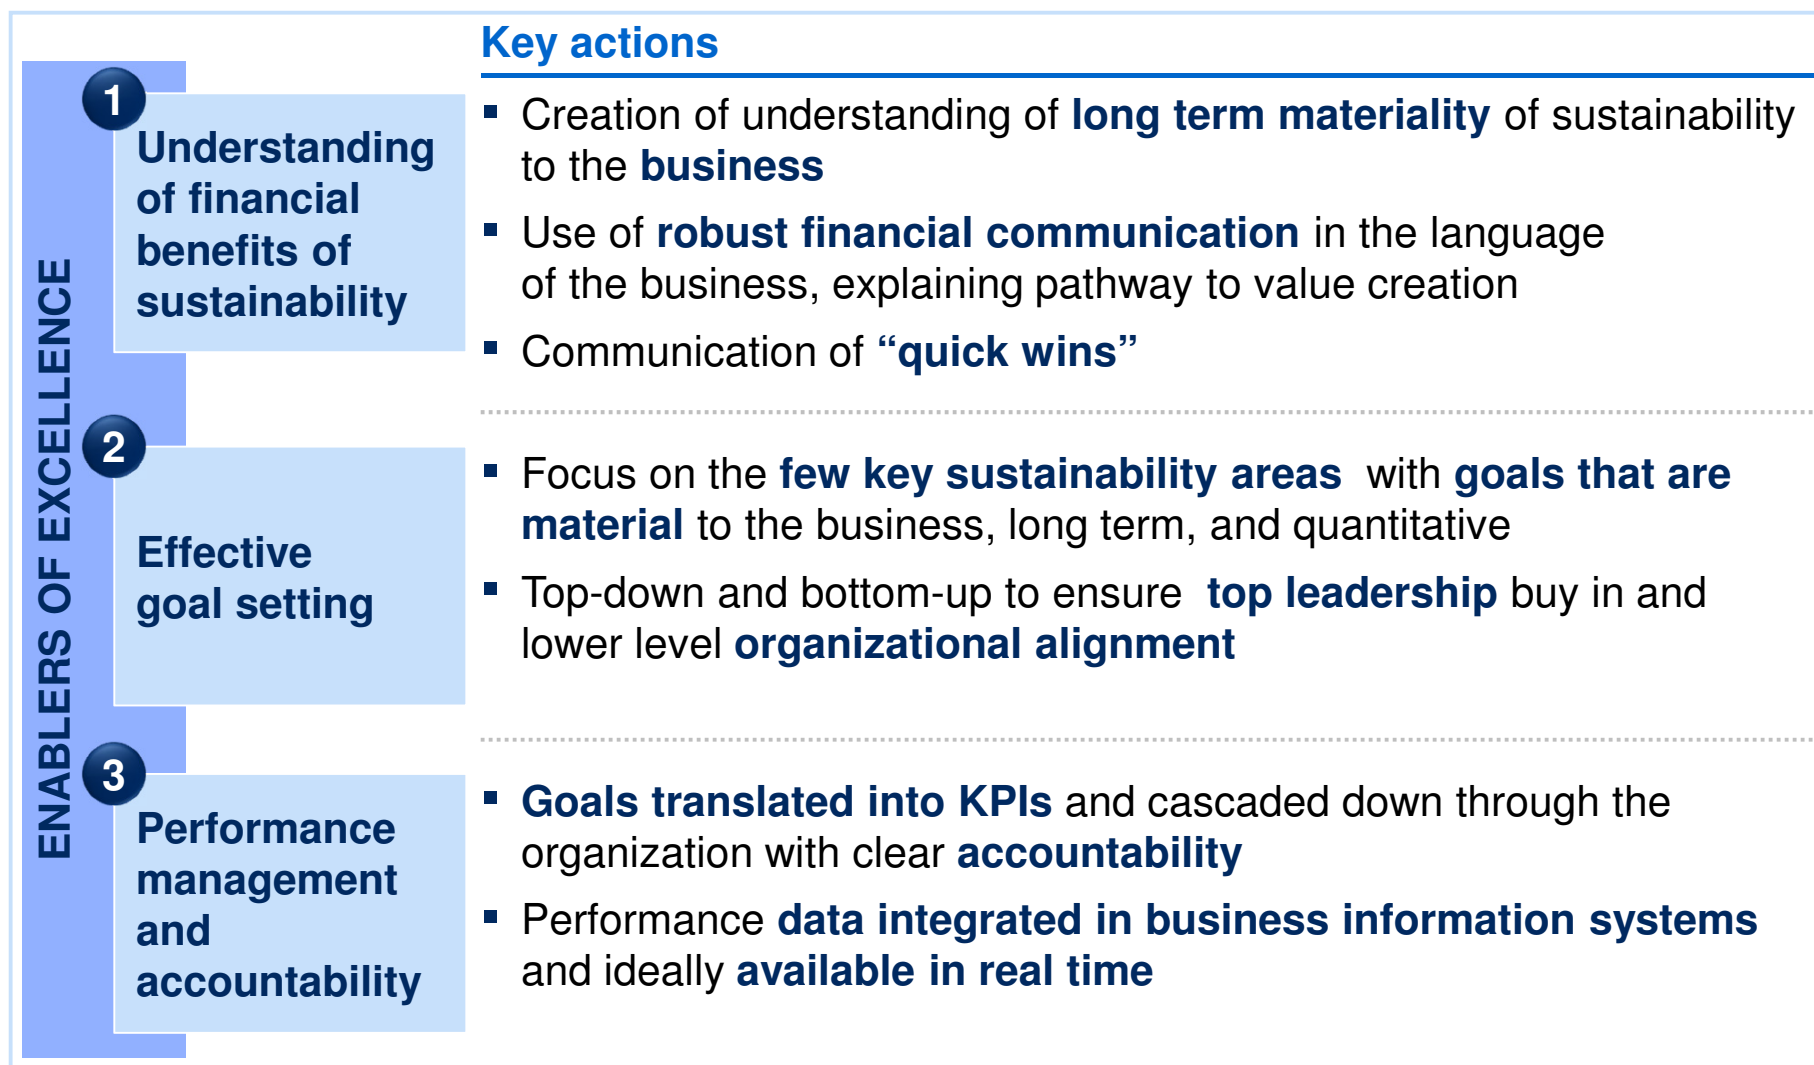 Key actions
ENABLERS OF EXCELLENCE
1
Understanding
of financial
benefits of
sustainability
▪ Creation of understanding of long term materiality of sustainability
to the business
▪ Use of robust financial communication in the language
of the business, explaining pathway to value creation
▪ Communication of “quick wins”
2
Effective
goal setting
▪ Focus on the few key sustainability areas with goals that are
material to the business, long term, and quantitative
▪ Top-down and bottom-up to ensure top leadership buy in and
lower level organizational alignment
3
Performance
management
and
accountability
▪ Goals translated into KPIs and cascaded down through the
organization with clear accountability
▪ Performance data integrated in business information systems
and ideally available in real time